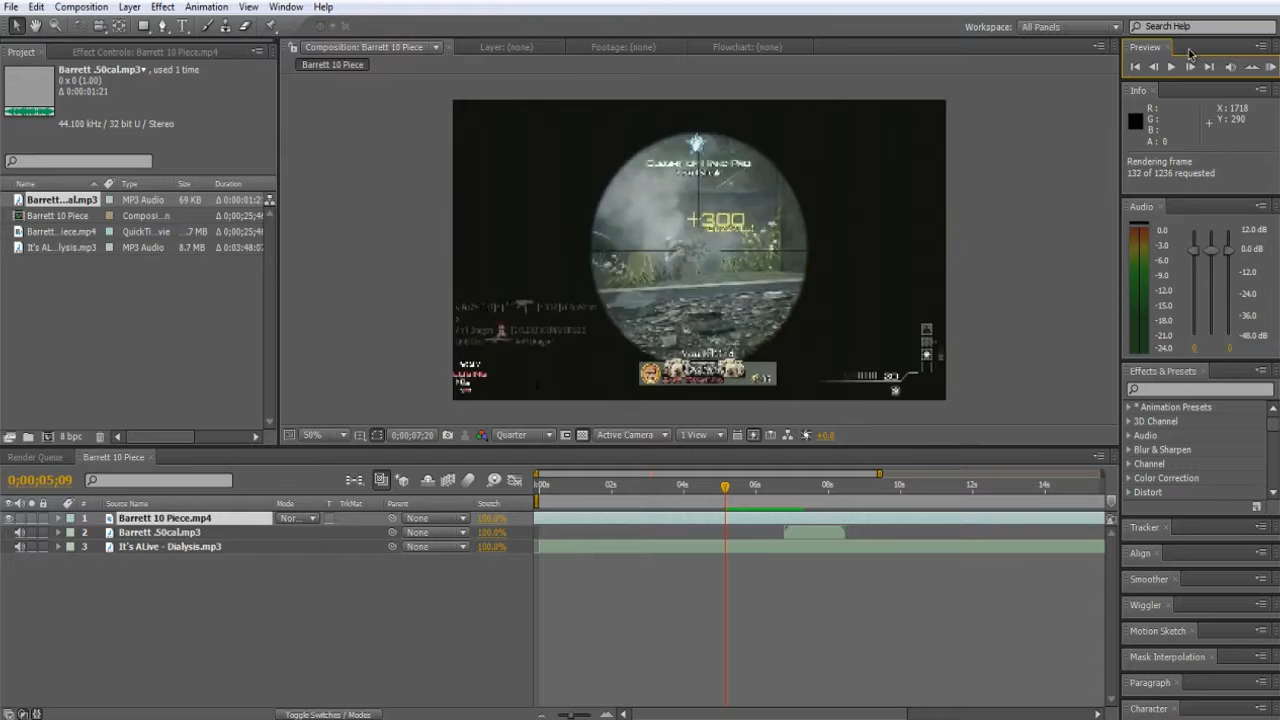 File Edit Composition Layer Effect Animation View Window Help
Workspace: All Panels Search Help
Project Effect Controls: Barrett 10 Piece.mp4
Composition: Barrett 10 Piece Layer: (none) Footage: (none) Flowchart: (none)
Preview
Barrett .50cal.mp3, used 1 time
0 x 0 (1.00)
Δ 0:00:01:21
44.100 kHz / 32 bit U / Stereo
Barrett 10 Piece
Name Type Size Duration
Barrett...al.mp3 MP3 Audio 69 KB Δ 0:00:01:2
Barrett 10 Piece Composi...n Δ 0;00;25;4
Barrett...iece.mp4 QuickTi...vie ...7 MB Δ 0;00;25;4
It's AL...lysis.mp3 MP3 Audio 8.7 MB Δ 0:03:48:0
8 bpc
+300
50% 0;00;07;20 Quarter Active Camera 1 View +0.0
Info
R :
G :
B :
A : 0
X : 1718
Y : 290
Rendering frame
132 of 1236 requested
Audio
0.0
-3.0
-6.0
-9.0
-12.0
-15.0
-18.0
-21.0
-24.0
12.0 dB
0.0 dB
-12.0
-24.0
-36.0
-48.0 dB
0 0
Effects & Presets
* Animation Presets
3D Channel
Audio
Blur & Sharpen
Channel
Color Correction
Distort
Tracker
Align
Smoother
Wiggler
Motion Sketch
Mask Interpolation
Paragraph
Character
Render Queue Barrett 10 Piece
0;00;05;09
:00s 02s 04s 06s 08s 10s 12s 14s
# Source Name Mode T TrkMat Parent Stretch
1 Barrett 10 Piece.mp4 Nor... None 100.0%
2 Barrett .50cal.mp3 None 100.0%
3 It's ALive - Dialysis.mp3 None 100.0%
Toggle Switches / Modes